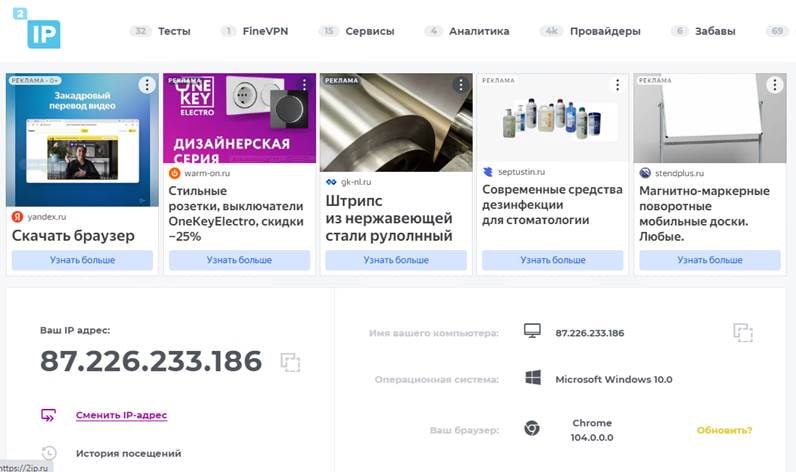 2
IP
32 Тесты 1 FineVPN 15 Сервисы 4 Аналитика 4k Провайдеры 6 Забавы 69
РЕКЛАМА • 0+
Закадровый
перевод видео
yandex.ru
Скачать браузер
Узнать больше
РЕКЛАМА
ONE
KEY
ELECTRO
ДИЗАЙНЕРСКАЯ
СЕРИЯ
warm-on.ru
Стильные
розетки, выключатели
OneKeyElectro, скидки
−25%
Узнать больше
РЕКЛАМА
gk-nl.ru
Штрипс
из нержавеющей
стали рулолнный
Узнать больше
РЕКЛАМА
septustin.ru
Современные средства
дезинфекции
для стоматологии
Узнать больше
РЕКЛАМА
stendplus.ru
Магнитно-маркерные
поворотные
мобильные доски.
Любые.
Узнать больше
Ваш IP адрес:
87.226.233.186
Сменить IP-адрес
История посещений
Имя вашего компьютера: 87.226.233.186
Операционная система: Microsoft Windows 10.0
Ваш браузер: Chrome
104.0.0.0
Обновить?
https://2ip.ru